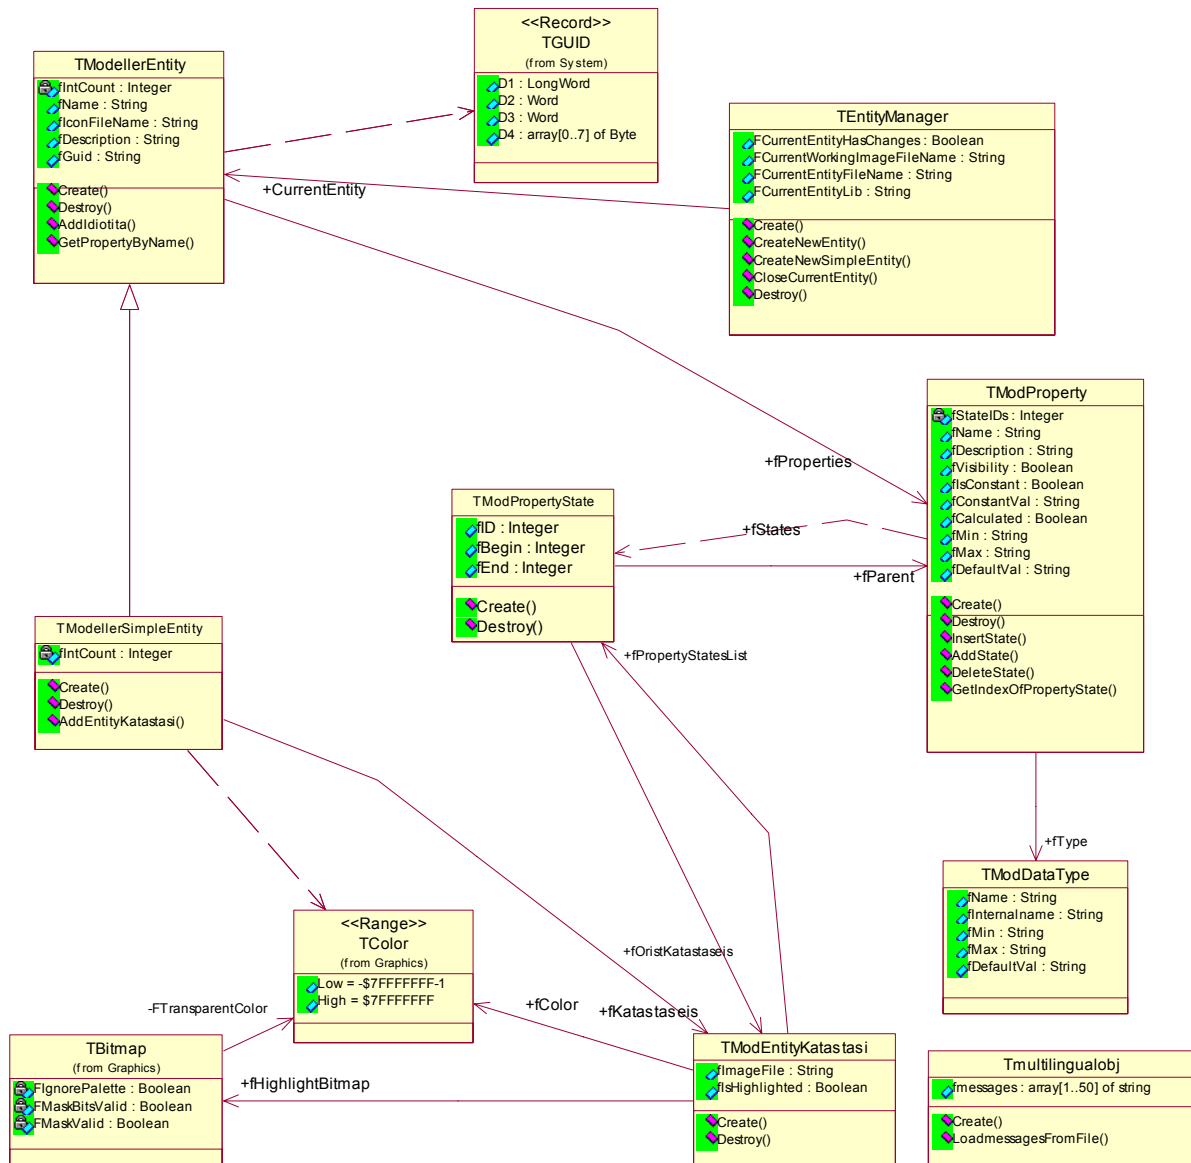 <<Record>>
TGUID
(from System)
D1 : LongWord
D2 : Word
D3 : Word
D4 : array[0..7] of Byte
TModellerEntity
fIntCount : Integer
fName : String
fIconFileName : String
fDescription : String
fGuid : String
Create()
Destroy()
AddIdiotita()
GetPropertyByName()
TEntityManager
FCurrentEntityHasChanges : Boolean
FCurrentWorkingImageFileName : String
FCurrentEntityFileName : String
FCurrentEntityLib : String
Create()
CreateNewEntity()
CreateNewSimpleEntity()
CloseCurrentEntity()
Destroy()
+CurrentEntity
+fProperties
TModProperty
fStateIDs : Integer
fName : String
fDescription : String
fVisibility : Boolean
fIsConstant : Boolean
fConstantVal : String
fCalculated : Boolean
fMin : String
fMax : String
fDefaultVal : String
Create()
Destroy()
InsertState()
AddState()
DeleteState()
GetIndexOfPropertyState()
TModPropertyState
fID : Integer
fBegin : Integer
fEnd : Integer
Create()
Destroy()
+fStates
+fParent
TModellerSimpleEntity
fIntCount : Integer
Create()
Destroy()
AddEntityKatastasi()
+fPropertyStatesList
+fType
TModDataType
fName : String
fInternalname : String
fMin : String
fMax : String
fDefaultVal : String
<<Range>>
TColor
(from Graphics)
Low = -$7FFFFFFF-1
High = $7FFFFFFF
+fOristKatastaseis
+fColor
+fKatastaseis
-FTransparentColor
+fHighlightBitmap
TBitmap
(from Graphics)
FIgnorePalette : Boolean
FMaskBitsValid : Boolean
FMaskValid : Boolean
TModEntityKatastasi
fImageFile : String
fIsHighlighted : Boolean
Create()
Destroy()
Tmultilingualobj
fmessages : array[1..50] of string
Create()
LoadmessagesFromFile()